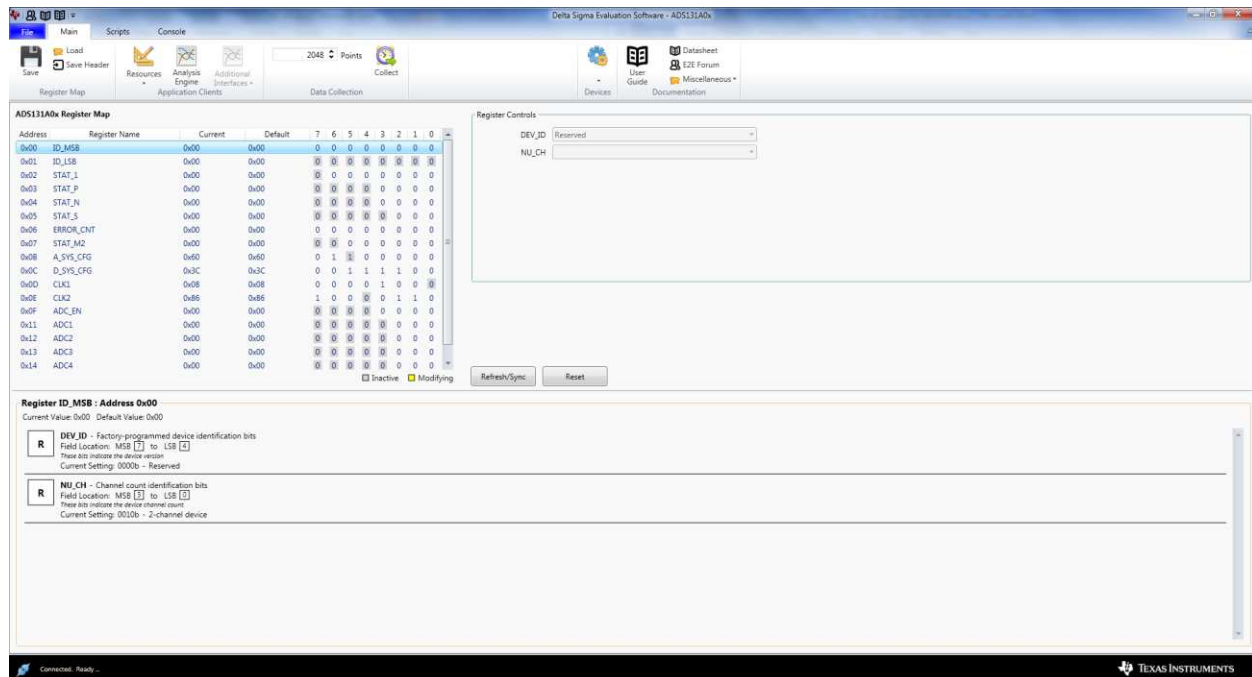 Delta Sigma Evaluation Software - ADS131A0x
File Main Scripts Console
Save
Load
Save Header
Register Map
Resources
Analysis Engine
Additional Interfaces
Application Clients
2048 Points
Collect
Data Collection
Devices
User Guide
Datasheet
E2E Forum
Miscellaneous
Documentation
ADS131A0x Register Map
Address Register Name Current Default 7 6 5 4 3 2 1 0
0x00 ID_MSB 0x00 0x00 0 0 0 0 0 0 0 0
0x01 ID_LSB 0x00 0x00 0 0 0 0 0 0 0 0
0x02 STAT_1 0x00 0x00 0 0 0 0 0 0 0 0
0x03 STAT_P 0x00 0x00 0 0 0 0 0 0 0 0
0x04 STAT_N 0x00 0x00 0 0 0 0 0 0 0 0
0x05 STAT_S 0x00 0x00 0 0 0 0 0 0 0 0
0x06 ERROR_CNT 0x00 0x00 0 0 0 0 0 0 0 0
0x07 STAT_M2 0x00 0x00 0 0 0 0 0 0 0 0
0x0B A_SYS_CFG 0x60 0x60 0 1 1 0 0 0 0 0
0x0C D_SYS_CFG 0x3C 0x3C 0 0 1 1 1 1 0 0
0x0D CLK1 0x08 0x08 0 0 0 0 1 0 0 0
0x0E CLK2 0x86 0x86 1 0 0 0 0 1 1 0
0x0F ADC_EN 0x00 0x00 0 0 0 0 0 0 0 0
0x11 ADC1 0x00 0x00 0 0 0 0 0 0 0 0
0x12 ADC2 0x00 0x00 0 0 0 0 0 0 0 0
0x13 ADC3 0x00 0x00 0 0 0 0 0 0 0 0
0x14 ADC4 0x00 0x00 0 0 0 0 0 0 0 0
Inactive Modifying
Register Controls
DEV_ID Reserved
NU_CH
Refresh/Sync Reset
Register ID_MSB : Address 0x00
Current Value: 0x00 Default Value: 0x00
R
DEV_ID - Factory-programmed device identification bits
Field Location: MSB 7 to LSB 4
These bits indicate the device version
Current Setting: 0000b - Reserved
R
NU_CH - Channel count identification bits
Field Location: MSB 3 to LSB 0
These bits indicate the device channel count
Current Setting: 0010b - 2-channel device
Connected. Ready...
TEXAS INSTRUMENTS